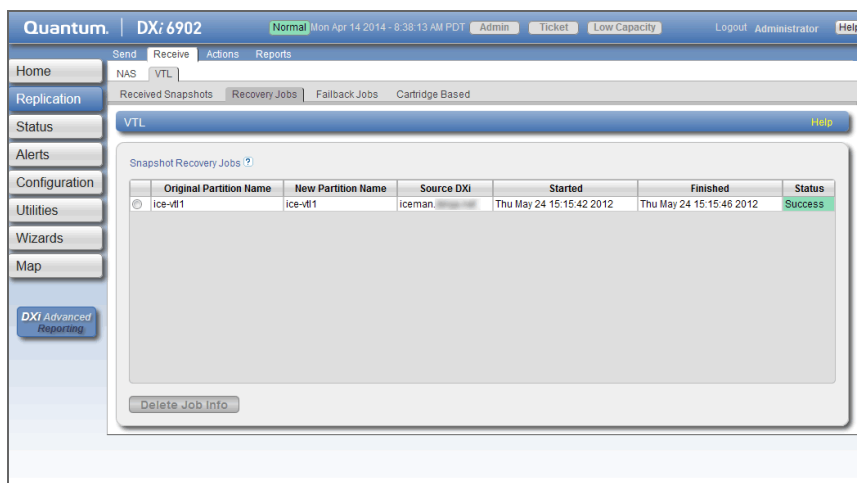 Quantum. DXi6902 Normal Mon Apr 14 2014 - 8:38:13 AM PDT Admin Ticket Low Capacity Logout Administrator Help
Send Receive Actions Reports
Home
NAS VTL
Replication
Received Snapshots Recovery Jobs Failback Jobs Cartridge Based
Status
VTL Help
Alerts
Snapshot Recovery Jobs ?
Configuration
Original Partition Name New Partition Name Source DXi Started Finished Status
ice-vtl1 ice-vtl1 iceman. Thu May 24 15:15:42 2012 Thu May 24 15:15:46 2012 Success
Utilities
Wizards
Map
DXi Advanced
Reporting
Delete Job Info